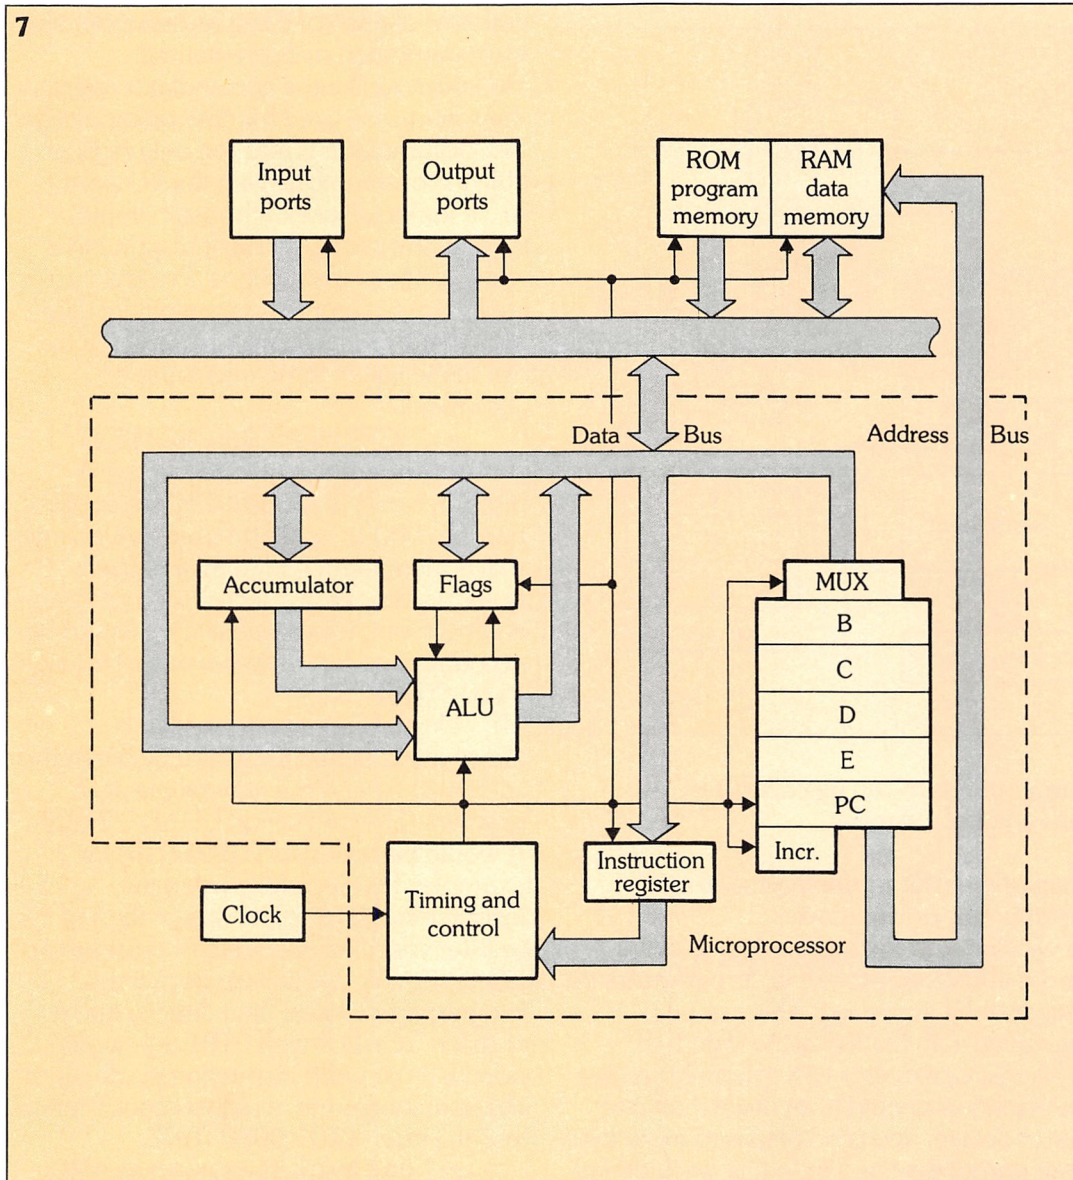 7
Input
ports
Output
ports
ROM
program
memory
RAM
data
memory
Data Bus
Address Bus
Accumulator
Flags
MUX
B
C
D
E
PC
Incr.
ALU
Instruction
register
Timing and
control
Clock
Microprocessor